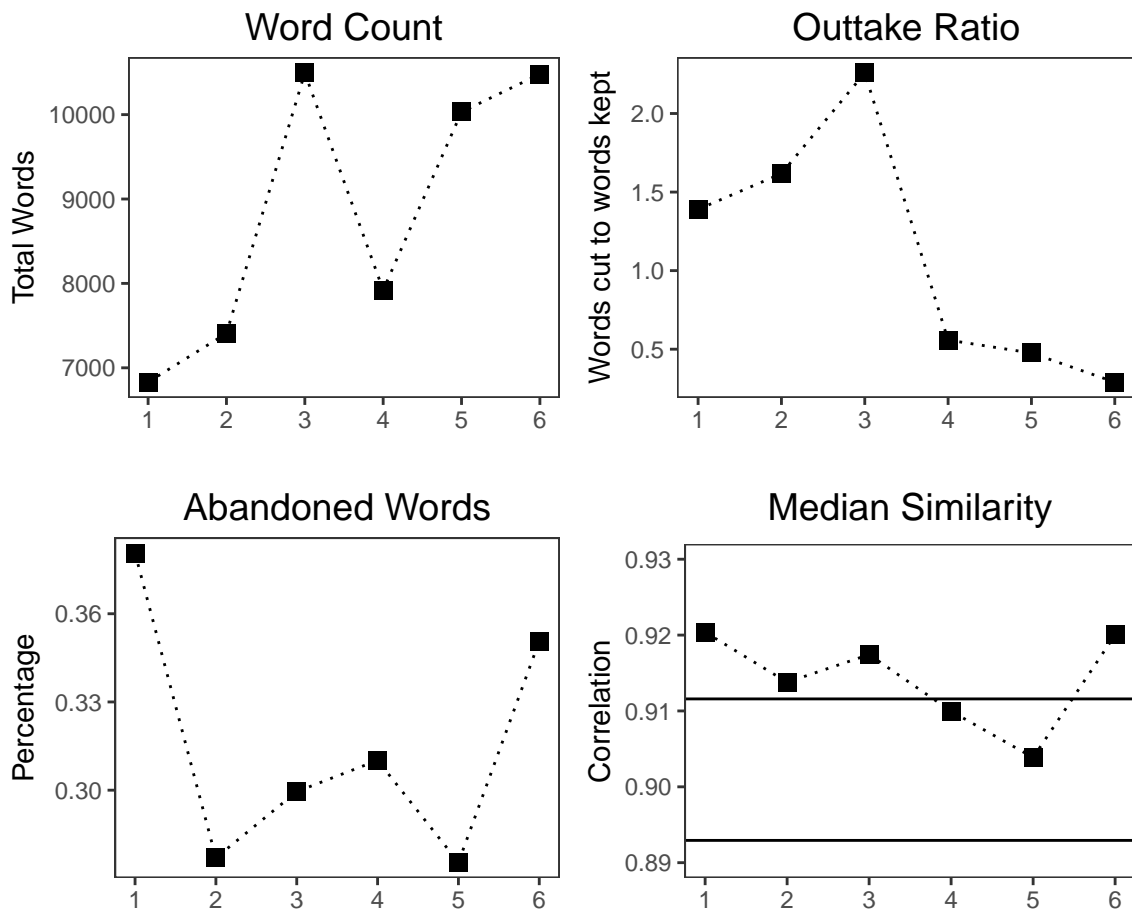 Word Count
Total Words
10000
9000
8000
7000
1 2 3 4 5 6
Outtake Ratio
Words cut to words kept
2.0
1.5
1.0
0.5
1 2 3 4 5 6
Abandoned Words
Percentage
0.36
0.33
0.30
1 2 3 4 5 6
Median Similarity
Correlation
0.93
0.92
0.91
0.90
0.89
1 2 3 4 5 6